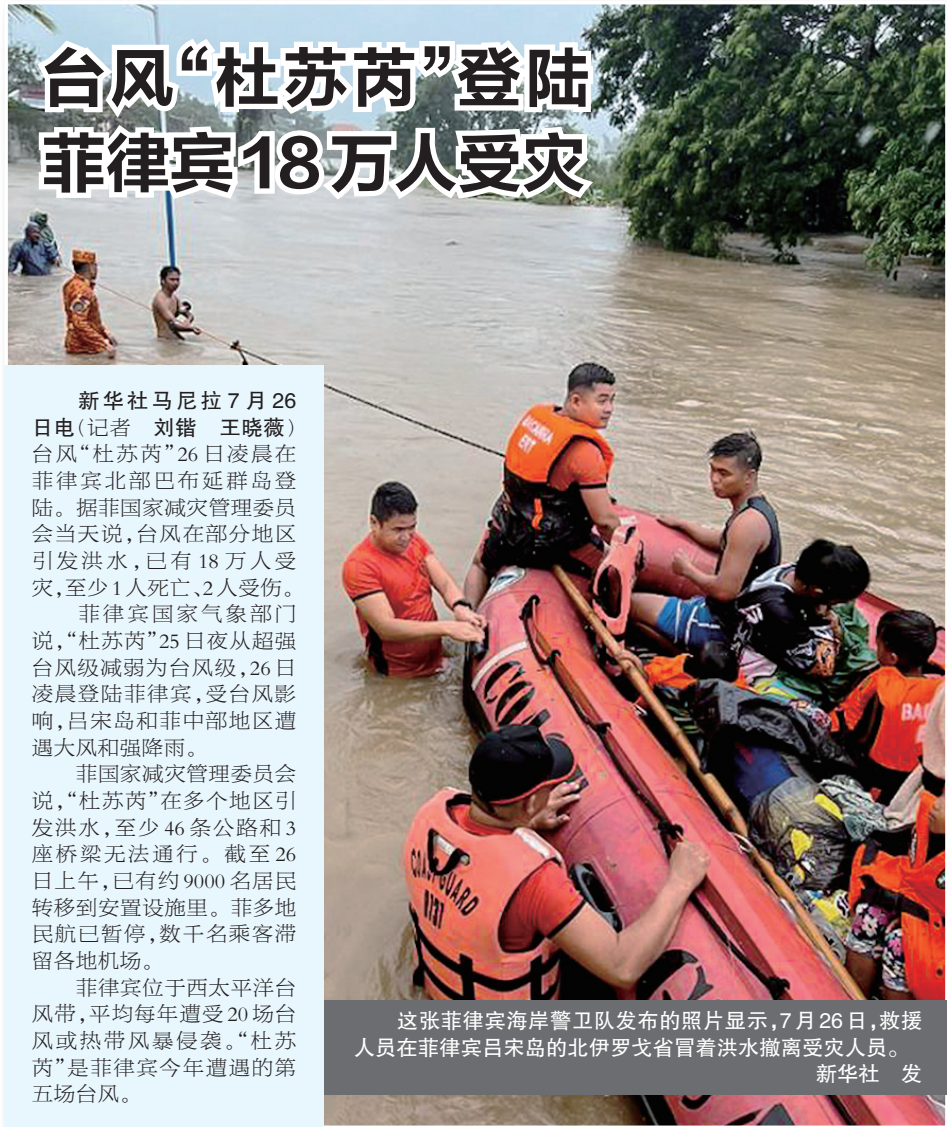 台风“杜苏芮”登陆
菲律宾18万人受灾
新华社马尼拉7月26
日电(记者 刘锴 王晓薇)
台风“杜苏芮”26日凌晨在
菲律宾北部巴布延群岛登
陆。据菲国家减灾管理委员
会当天说,台风在部分地区
引发洪水,已有18万人受
灾,至少1人死亡、2人受伤。
菲律宾国家气象部门
说,“杜苏芮”25日夜从超强
台风级减弱为台风级,26日
凌晨登陆菲律宾,受台风影
响,吕宋岛和菲中部地区遭
遇大风和强降雨。
菲国家减灾管理委员会
说,“杜苏芮”在多个地区引
发洪水,至少46条公路和3
座桥梁无法通行。截至26
日上午,已有约9000名居民
转移到安置设施里。菲多地
民航已暂停,数千名乘客滞
留各地机场。
菲律宾位于西太平洋台
风带,平均每年遭受20场台
风或热带风暴侵袭。“杜苏
芮”是菲律宾今年遭遇的第
五场台风。
ERT
COAST GUARD
BA
这张菲律宾海岸警卫队发布的照片显示,7月26日,救援
人员在菲律宾吕宋岛的北伊罗戈省冒着洪水撤离受灾人员。
新华社 发